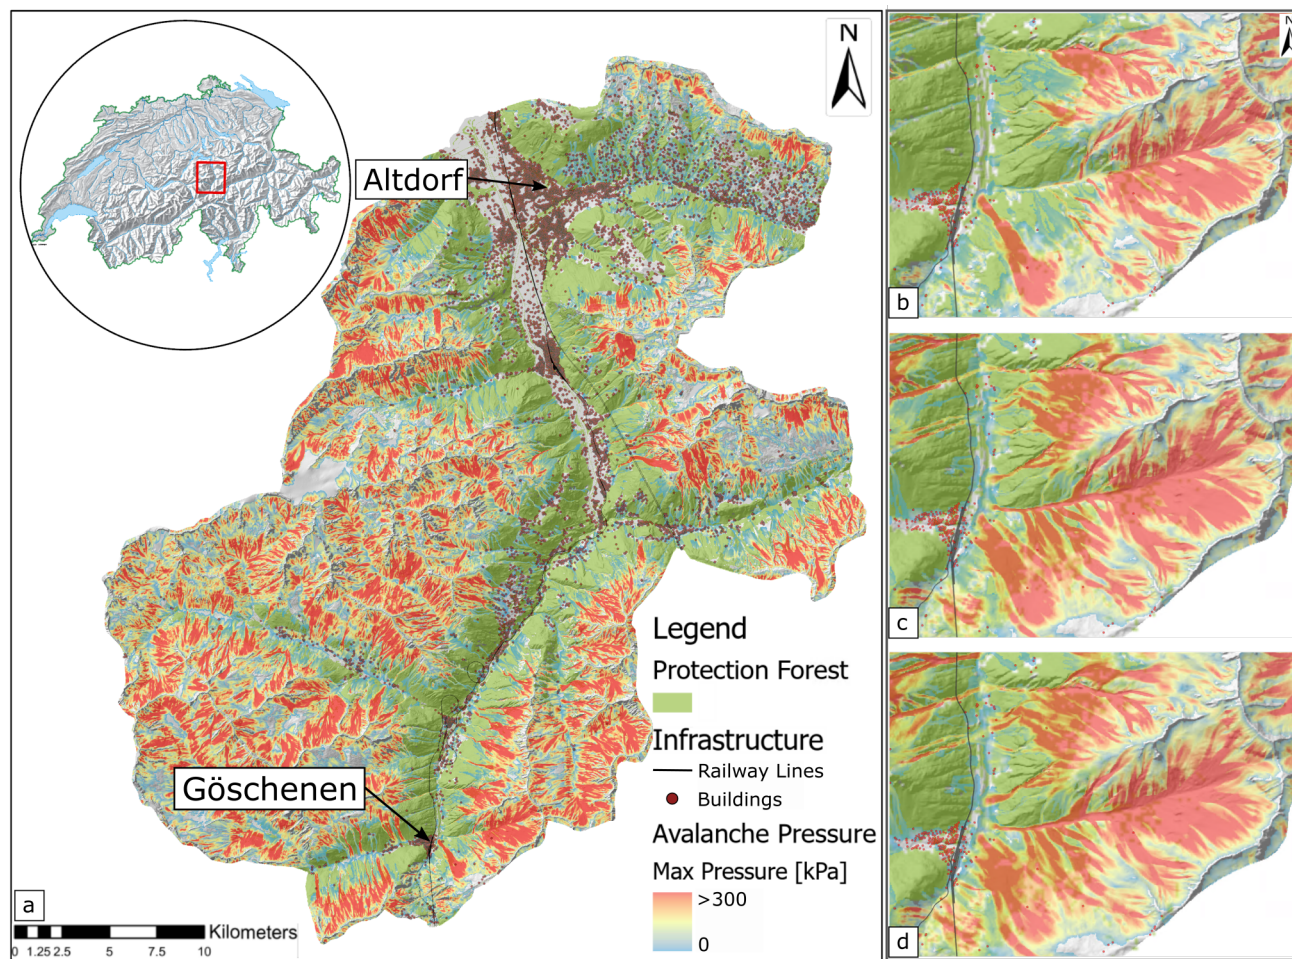 N
N
Altdorf
b
Legend
Protection Forest
Infrastructure
Railway Lines
Buildings
Göschenen
Avalanche Pressure
Max Pressure [kPa]
>300
0
a
Kilometers
0 1.25 2.5 5 7.5 10
c
d